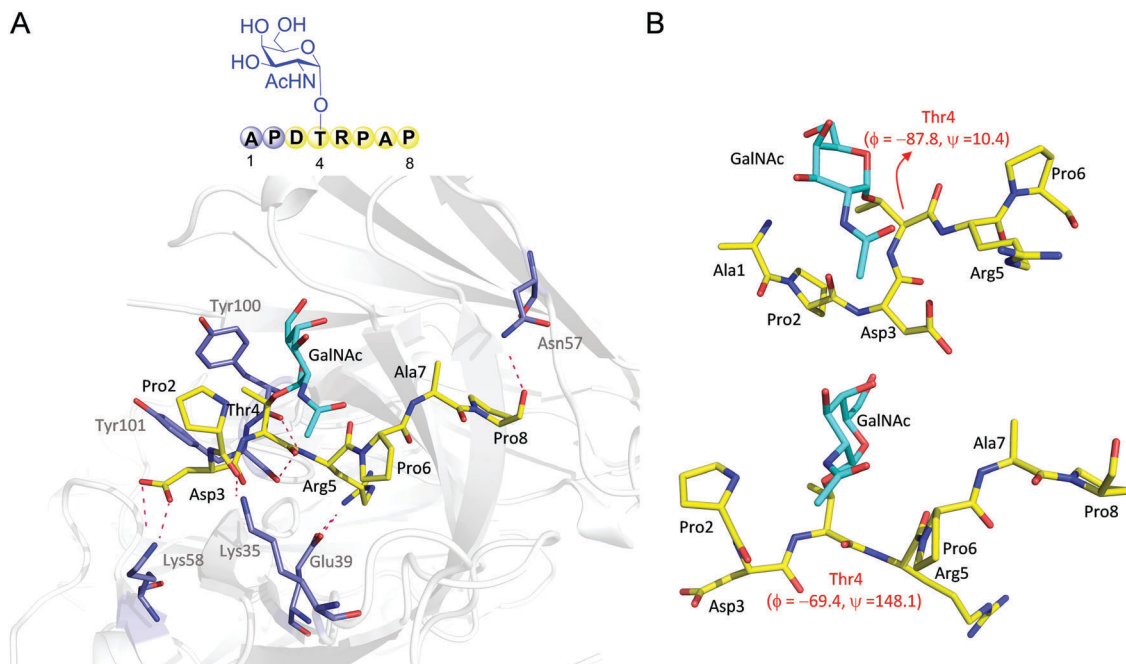 A
HO
OH
O
HO
AcHN
O
A P D T R P A P
1 4 8
Tyr100
GalNAc
Asn57
Pro2
Ala7
Thr4
Tyr101
Pro8
Pro6
Asp3
Arg5
Lys58
Lys35
Glu39
B
Thr4
(ϕ = −87.8, ψ =10.4)
GalNAc
Pro6
Ala1
Arg5
Pro2
Asp3
GalNAc
Ala7
Pro2
Pro8
Pro6
Arg5
Thr4
Asp3
(ϕ = −69.4, ψ =148.1)